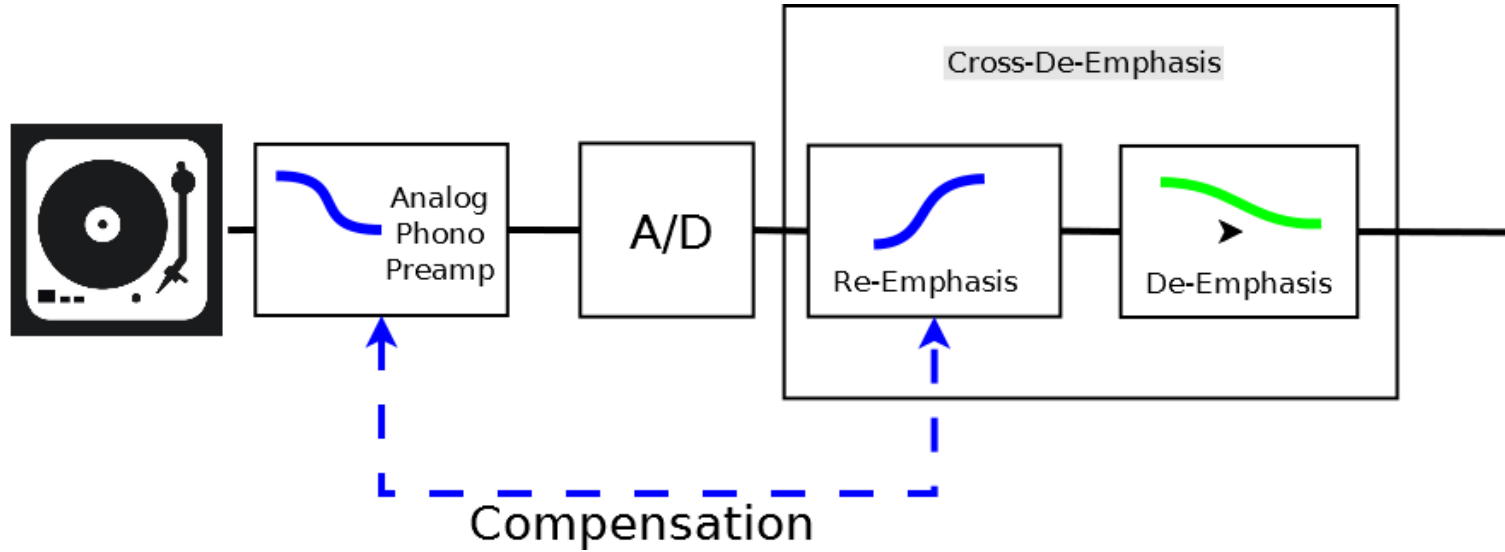 Cross-De-Emphasis
Analog
Phono
Preamp
A/D
Re-Emphasis
De-Emphasis
Compensation